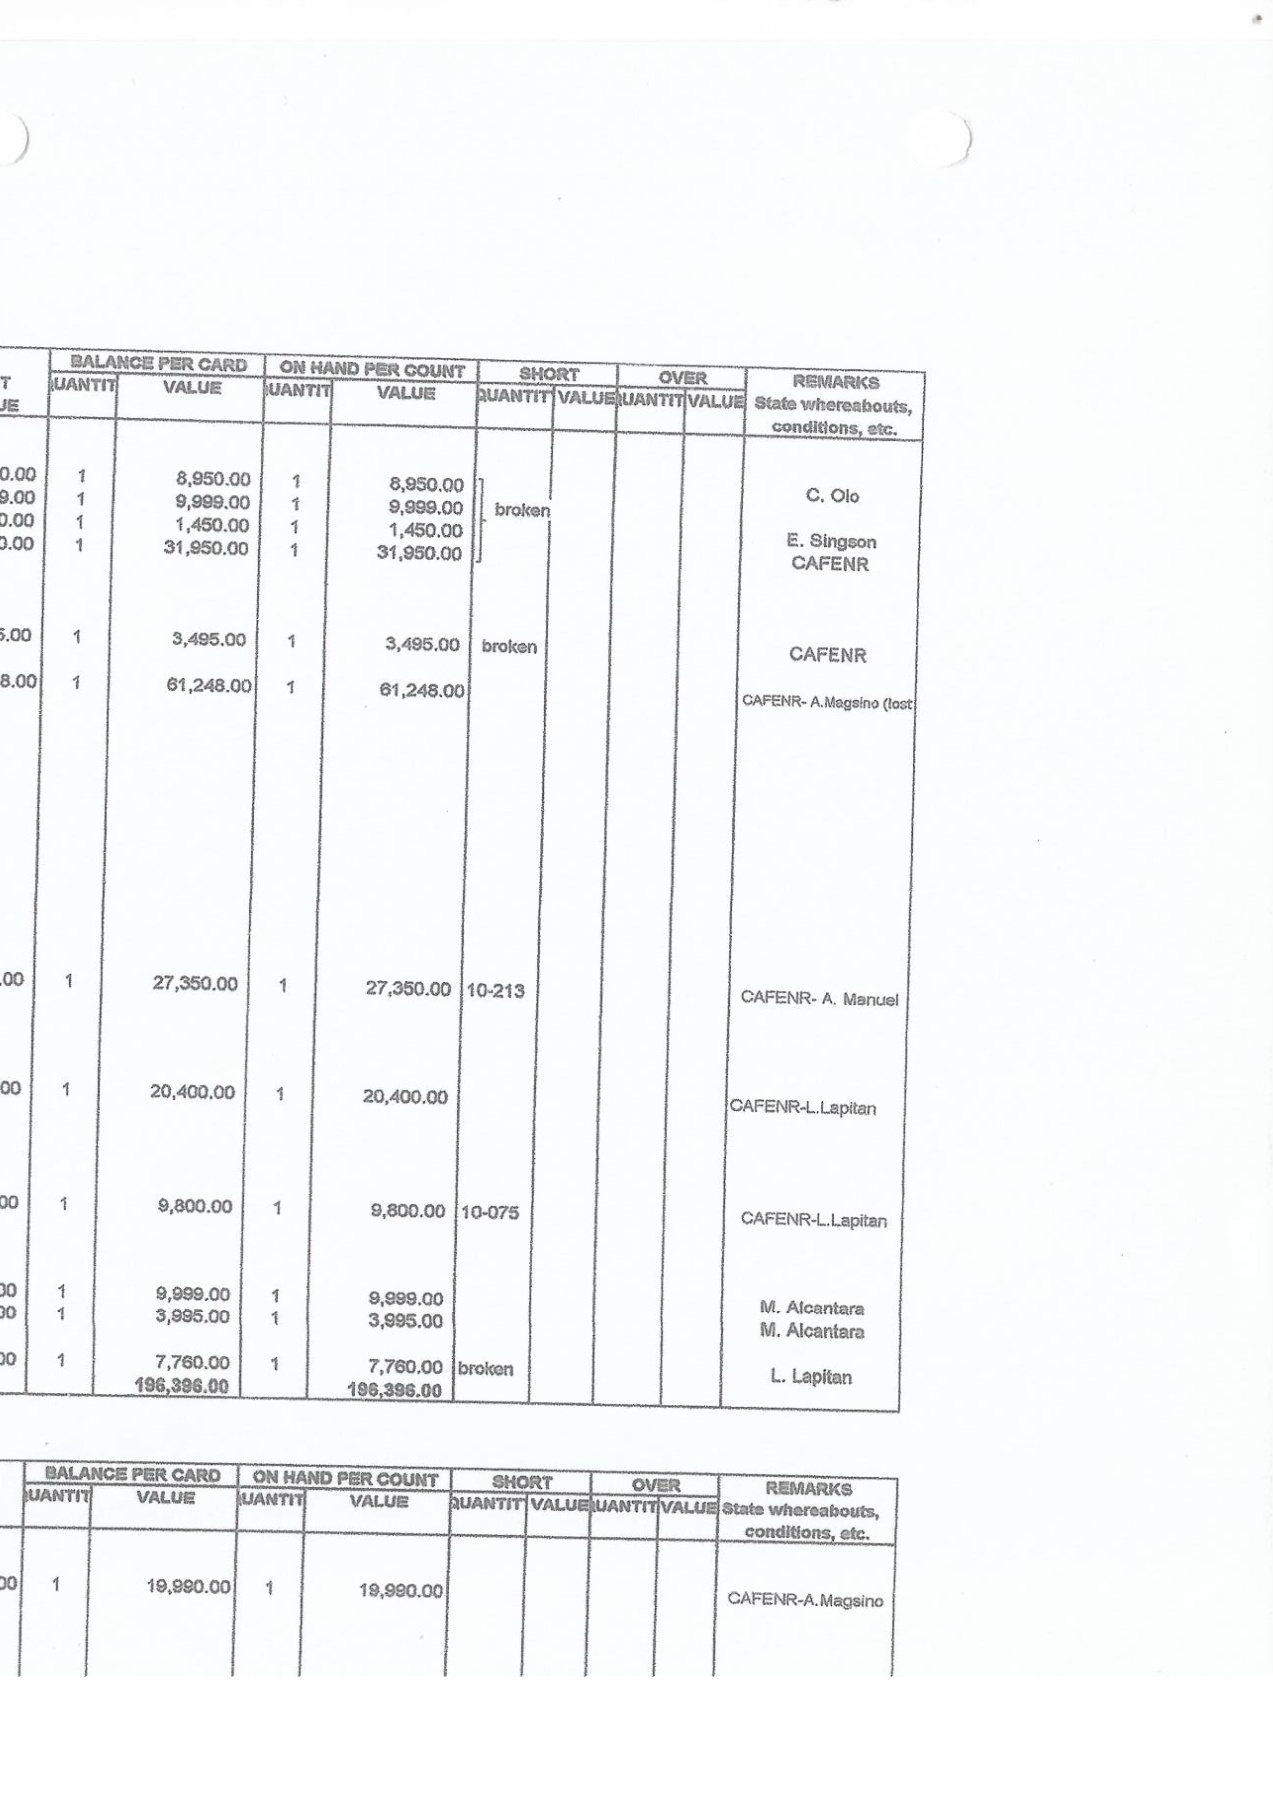 T BALANCE PER CARD ON HAND PER COUNT SHORT OVER REMARKS
UE UANTIT VALUE UANTIT VALUE QUANTIT VALUE UANTIT VALUE State whereabouts,
conditions, etc.
0.00 1 8,950.00 1 8,950.00 C. Olo
9.00 1 9,999.00 1 9,999.00 broken
0.00 1 1,450.00 1 1,450.00 E. Singson
0.00 1 31,950.00 1 31,950.00 CAFENR
5.00 1 3,495.00 1 3,495.00 broken CAFENR
8.00 1 61,248.00 1 61,248.00 CAFENR- A.Magsino (lost
.00 1 27,350.00 1 27,350.00 10-213 CAFENR- A. Manuel
00 1 20,400.00 1 20,400.00 CAFENR-L.Lapitan
00 1 9,800.00 1 9,800.00 10-075 CAFENR-L.Lapitan
00 1 9,999.00 1 9,999.00 M. Alcantara
00 1 3,995.00 1 3,995.00 M. Alcantara
00 1 7,760.00 1 7,760.00 broken L. Lapitan
196,396.00 196,396.00
BALANCE PER CARD ON HAND PER COUNT SHORT OVER REMARKS
UANTIT VALUE UANTIT VALUE QUANTIT VALUE UANTIT VALUE State whereabouts,
conditions, etc.
00 1 19,990.00 1 19,990.00 CAFENR-A.Magsino